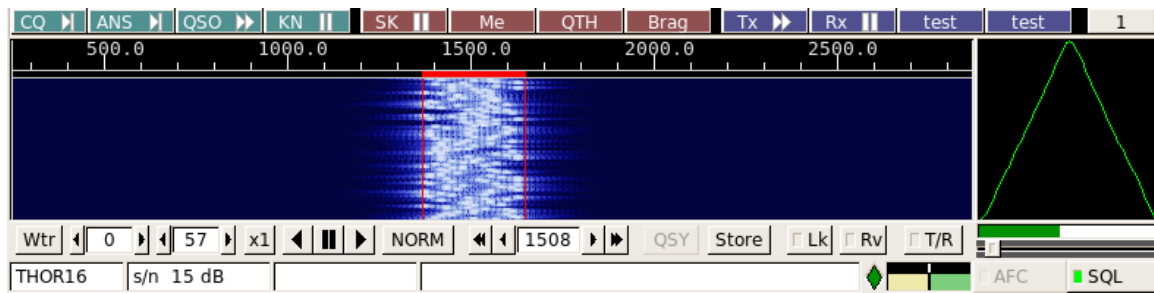 CQ ANS QSO KN SK Me QTH Brag Tx Rx test test 1
500.0 1000.0 1500.0 2000.0 2500.0
Wtr 0 57 x1 NORM 1508 QSY Store Lk Rv T/R
THOR16 s/n 15 dB AFC SQL